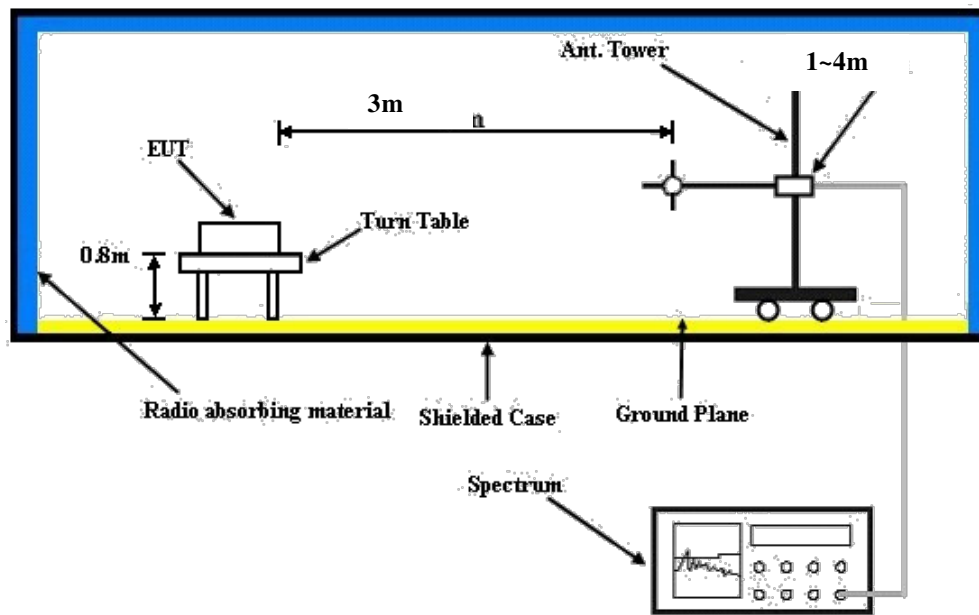 Ant. Tower
1~4m
3m
n
EUT
Turn Table
0.8m
Radio absorbing material
Shielded Case
Ground Plane
Spectrum